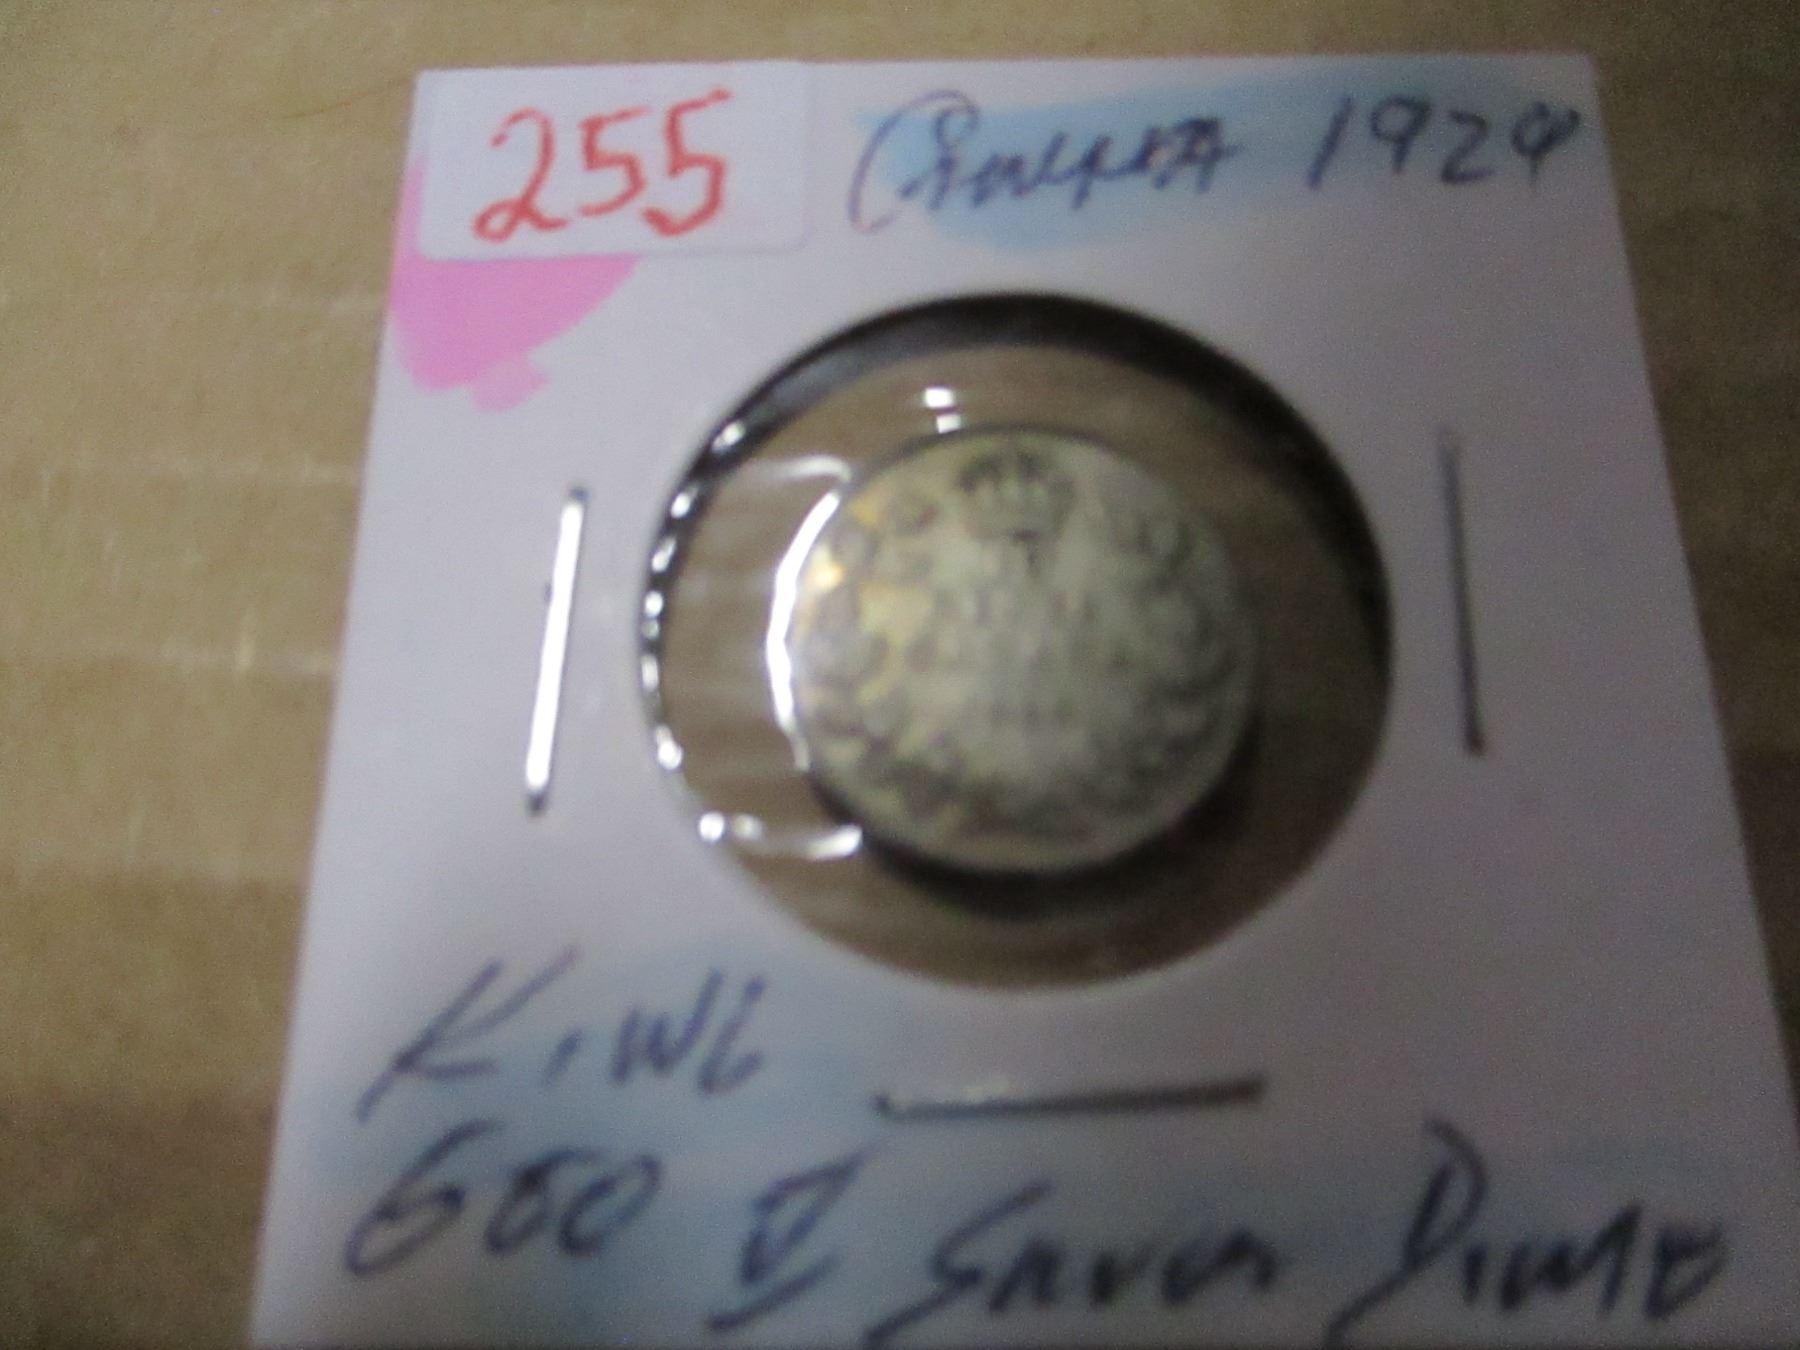 255
Canada 1929
King
Geo V Silver Dime